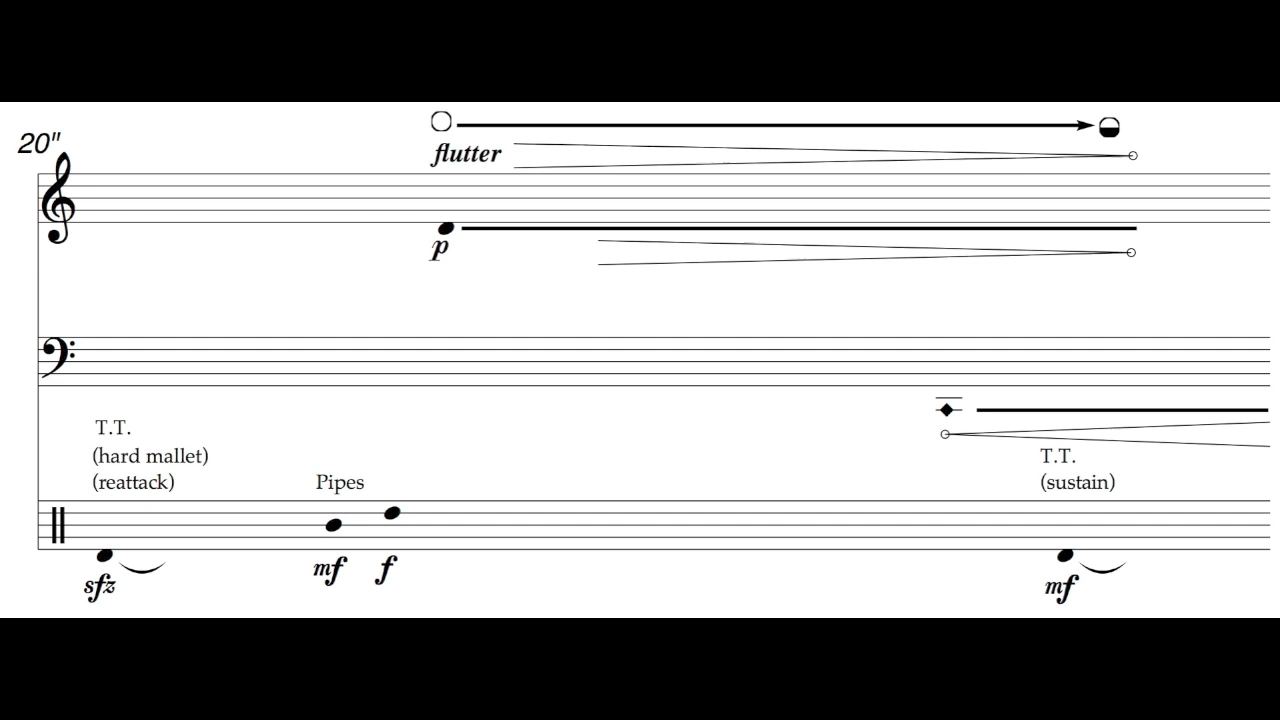 20"
flutter
p
T.T.
(hard mallet)
(reattack)
Pipes
T.T.
(sustain)
sfz
mf
f
mf